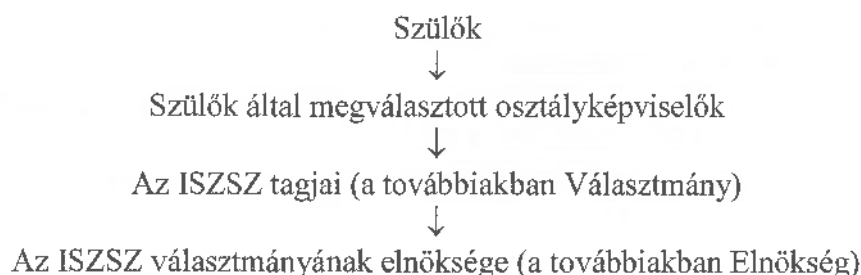 Szülők
↓
Szülők által megválasztott osztályképviselők
↓
Az ISZSZ tagjai (a továbbiakban Választmány)
↓
Az ISZSZ választmányának elnöksége (a továbbiakban Elnökség)